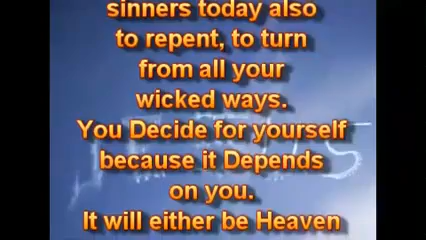 sinners today also
to repent, to turn
from all your
wicked ways.
You Decide for yourself
because it Depends
on you.
It will either be Heaven